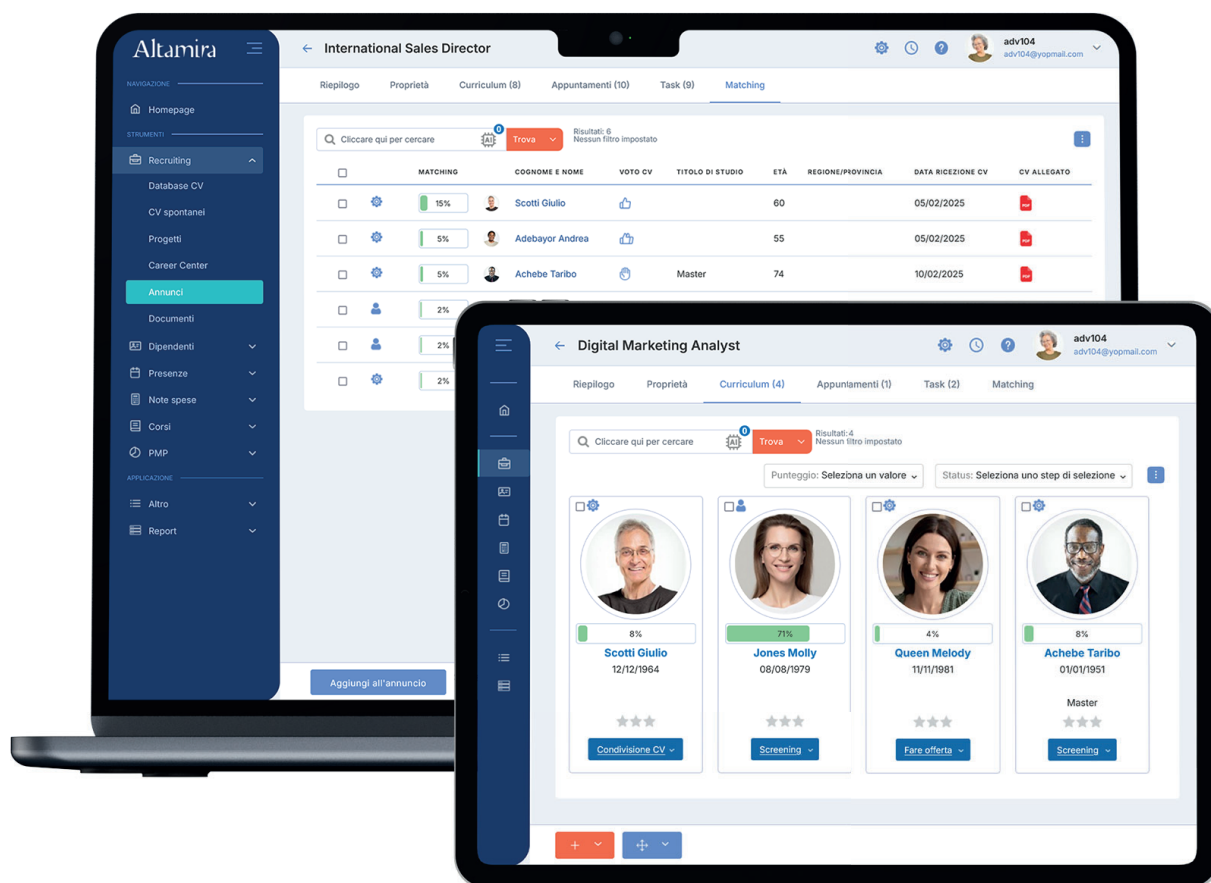 Altamira
International Sales Director
adv104
adv104@yopmail.com
NAVIGAZIONE
Homepage
STRUMENTI
Recruiting
Database CV
CV spontanei
Progetti
Career Center
Annunci
Documenti
Dipendenti
Presenze
Note spese
Corsi
PMP
APPLICAZIONE
Altro
Report
Riepilogo Proprietà Curriculum (8) Appuntamenti (10) Task (9) Matching
Cliccare qui per cercare AI 0 Trova
Risultati: 6
Nessun filtro impostato
MATCHING COGNOME E NOME VOTO CV TITOLO DI STUDIO ETÀ REGIONE/PROVINCIA DATA RICEZIONE CV CV ALLEGATO
15% Scotti Giulio 60 05/02/2025 PDF
5% Adebayor Andrea 55 05/02/2025 PDF
5% Achebe Taribo Master 74 10/02/2025 PDF
2%
2%
2%
Aggiungi all'annuncio
Digital Marketing Analyst
adv104
adv104@yopmail.com
Riepilogo Proprietà Curriculum (4) Appuntamenti (1) Task (2) Matching
Cliccare qui per cercare AI 0 Trova
Risultati:4
Nessun filtro impostato
Punteggio: Seleziona un valore Status: Seleziona uno step di selezione
8% 71% 4% 8%
Scotti Giulio Jones Molly Queen Melody Achebe Taribo
12/12/1964 08/08/1979 11/11/1981 01/01/1951
Master
Condivisione CV Screening Fare offerta Screening